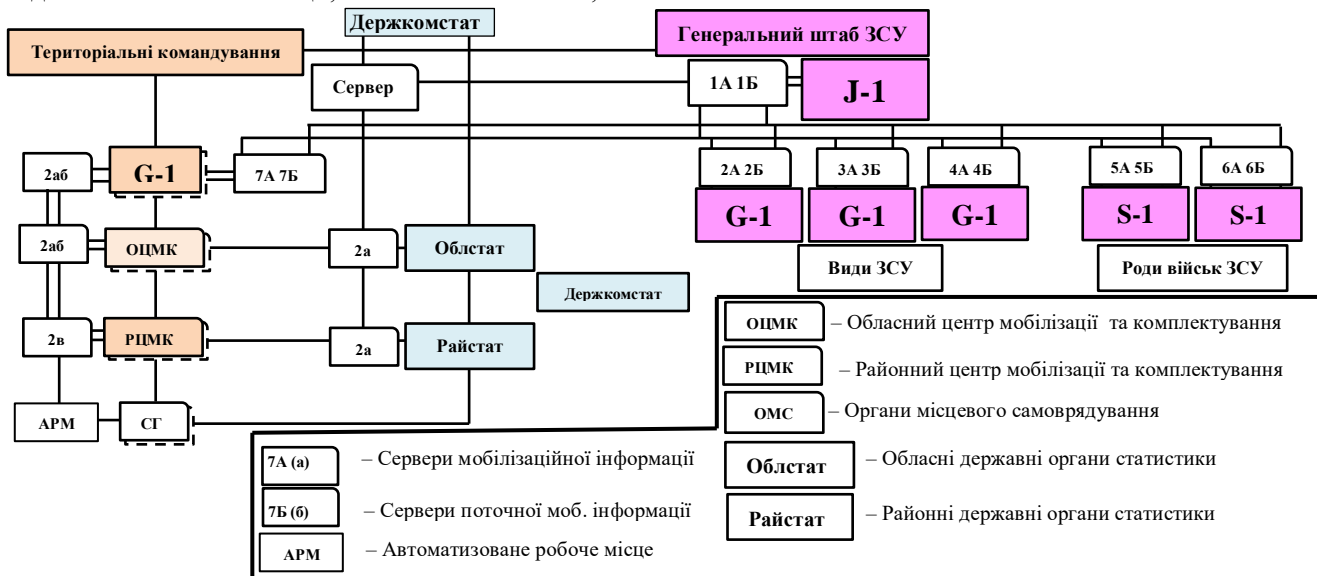 Держкомстат
Територіальні командування
Генеральний штаб ЗСУ
Сервер
1А 1Б
J-1
2аб
G-1
7А 7Б
2А 2Б
3А 3Б
4А 4Б
5А 5Б
6А 6Б
G-1
G-1
G-1
S-1
S-1
2аб
ОЦМК
2а
Облстат
Види ЗСУ
Роди військ ЗСУ
Держкомстат
2в
РЦМК
2а
Райстат
АРМ
СГ
ОЦМК – Обласний центр мобілізації та комплектування
РЦМК – Районний центр мобілізації та комплектування
ОМС – Органи місцевого самоврядування
Облстат – Обласні державні органи статистики
Райстат – Районні державні органи статистики
7А (а) – Сервери мобілізаційної інформації
7Б (б) – Сервери поточної моб. інформації
АРМ – Автоматизоване робоче місце